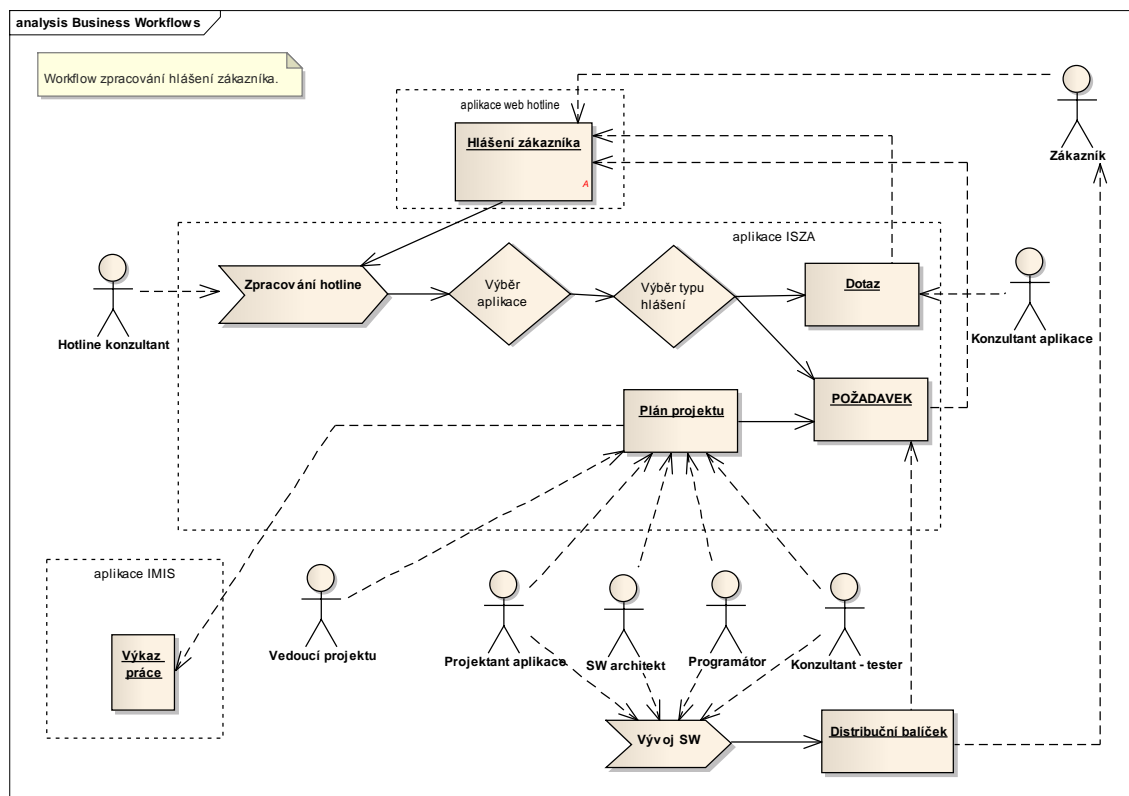 analysis Business Workflows
Workflow zpracování hlášení zákazníka.
aplikace web hotline
Hlášení zákazníka
A
Zákazník
aplikace ISZA
Zpracování hotline
Výběr
aplikace
Výběr typu
hlášení
Dotaz
Hotline konzultant
Konzultant aplikace
Plán projektu
POŽADAVEK
aplikace IMIS
Výkaz
práce
Vedoucí projektu
Projektant aplikace
SW architekt
Programátor
Konzultant - tester
Vývoj SW
Distribuční balíček